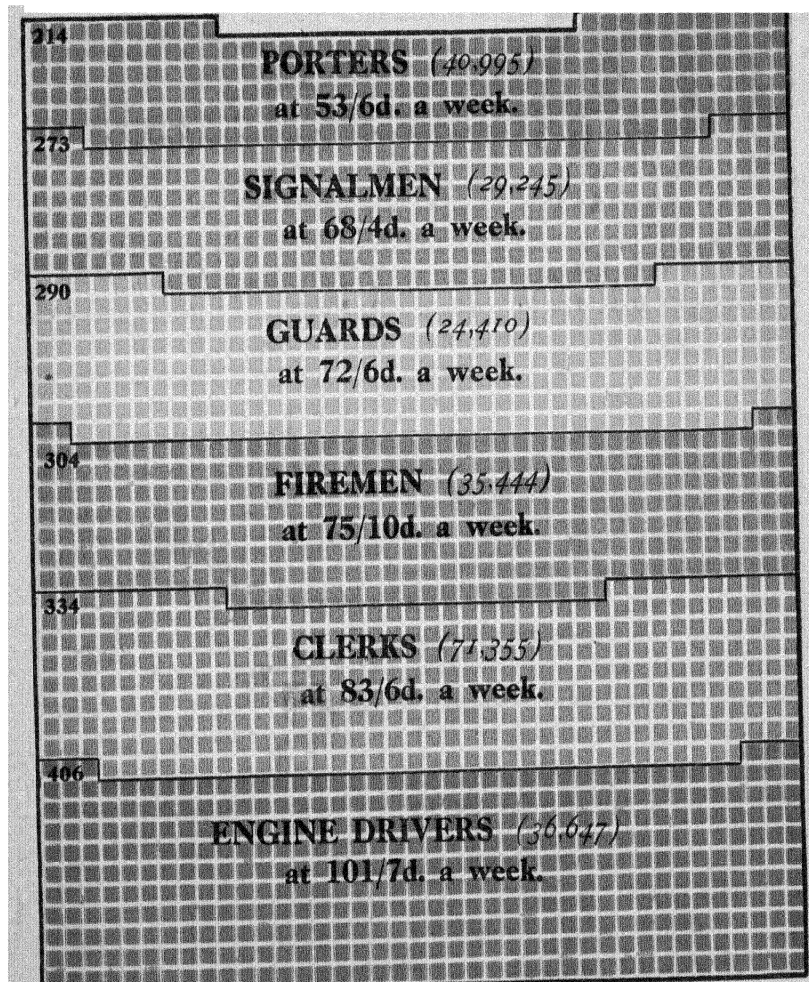 214
PORTERS (40,995)
at 53/6d. a week.
273
SIGNALMEN (29,245)
at 68/4d. a week.
290
GUARDS (24,410)
at 72/6d. a week.
304
FIREMEN (35,444)
at 75/10d. a week.
334
CLERKS (71,355)
at 83/6d. a week.
406
ENGINE DRIVERS (36,647)
at 101/7d. a week.